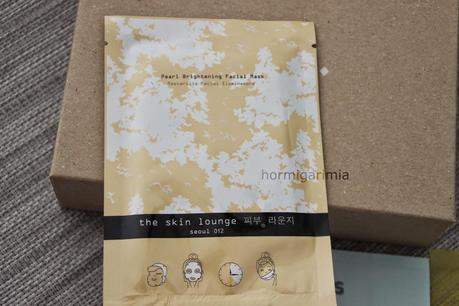 Pearl Brightening Facial Mask
Mascarilla Facial Iluminadora
hormigarimia
the skin lounge 피부 라운지
seoul 012
s